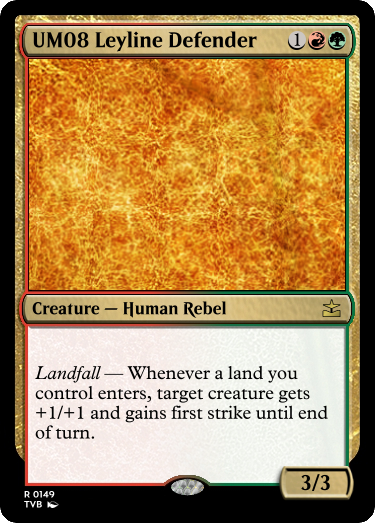 UM08 Leyline Defender 1
Creature — Human Rebel
Landfall — Whenever a land you
control enters, target creature gets
+1/+1 and gains first strike until end
of turn.
3/3
R 0149
TVB